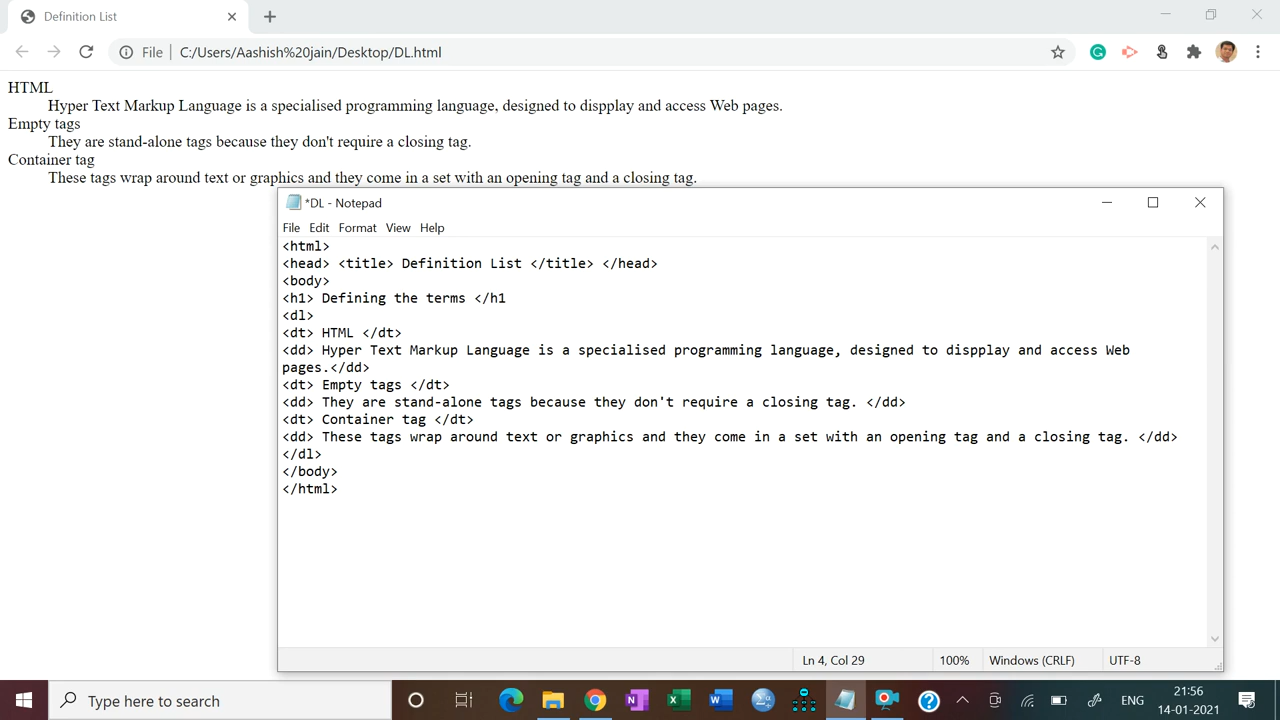 Definition List
File
C:/Users/Aashish%20jain/Desktop/DL.html
HTML
Hyper Text Markup Language is a specialised programming language, designed to dispplay and access Web pages.
Empty tags
They are stand-alone tags because they don't require a closing tag.
Container tag
These tags wrap around text or graphics and they come in a set with an opening tag and a closing tag.
*DL - Notepad
File Edit Format View Help
<html>
<head> <title> Definition List </title> </head>
<body>
<h1> Defining the terms </h1
<dl>
<dt> HTML </dt>
<dd> Hyper Text Markup Language is a specialised programming language, designed to dispplay and access Web
pages.</dd>
<dt> Empty tags </dt>
<dd> They are stand-alone tags because they don't require a closing tag. </dd>
<dt> Container tag </dt>
<dd> These tags wrap around text or graphics and they come in a set with an opening tag and a closing tag. </dd>
</dl>
</body>
</html>
Ln 4, Col 29 100% Windows (CRLF) UTF-8
Type here to search
ENG
21:56
14-01-2021